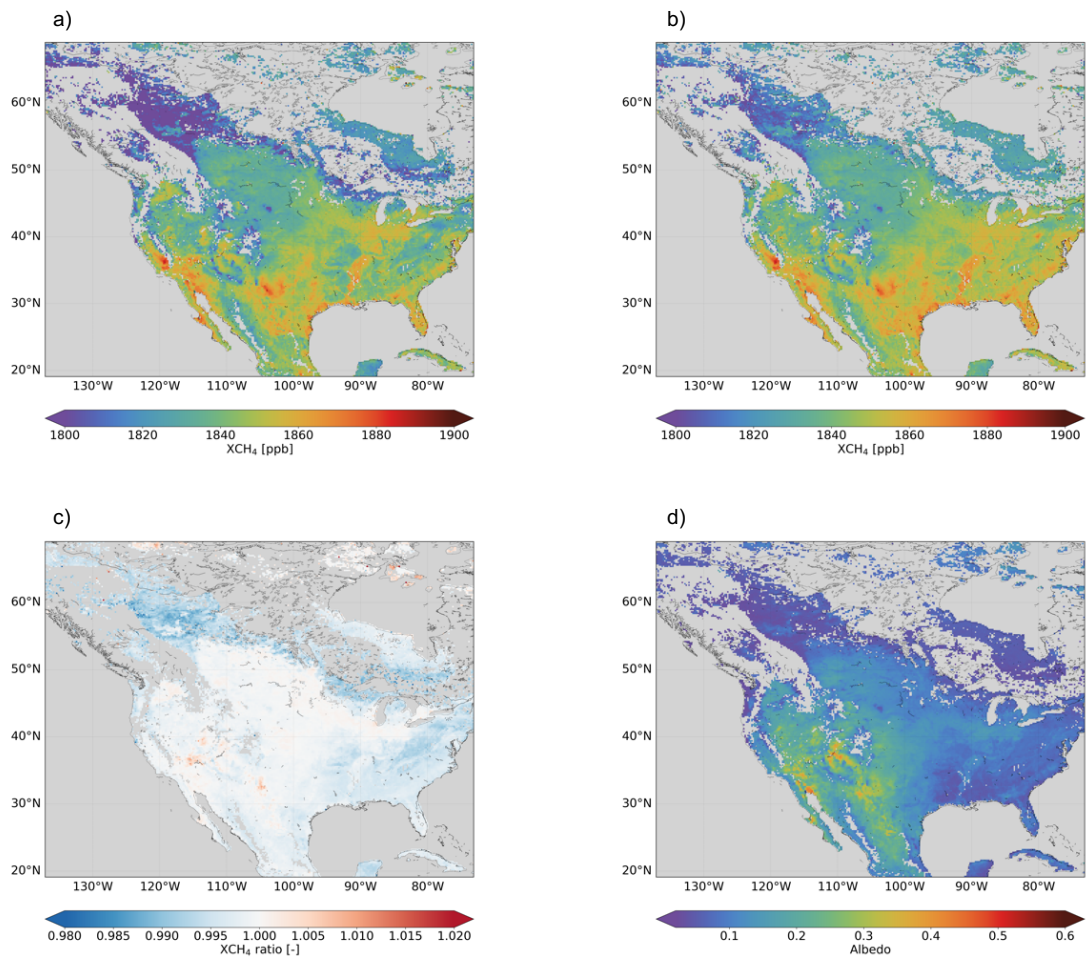 a)
b)
60°N
50°N
40°N
30°N
20°N
130°W 120°W 110°W 100°W 90°W 80°W
1800 1820 1840 1860 1880 1900
XCH₄ [ppb]
60°N
50°N
40°N
30°N
20°N
130°W 120°W 110°W 100°W 90°W 80°W
1800 1820 1840 1860 1880 1900
XCH₄ [ppb]
c)
d)
60°N
50°N
40°N
30°N
20°N
130°W 120°W 110°W 100°W 90°W 80°W
0.980 0.985 0.990 0.995 1.000 1.005 1.010 1.015 1.020
XCH₄ ratio [-]
60°N
50°N
40°N
30°N
20°N
130°W 120°W 110°W 100°W 90°W 80°W
0.1 0.2 0.3 0.4 0.5 0.6
Albedo